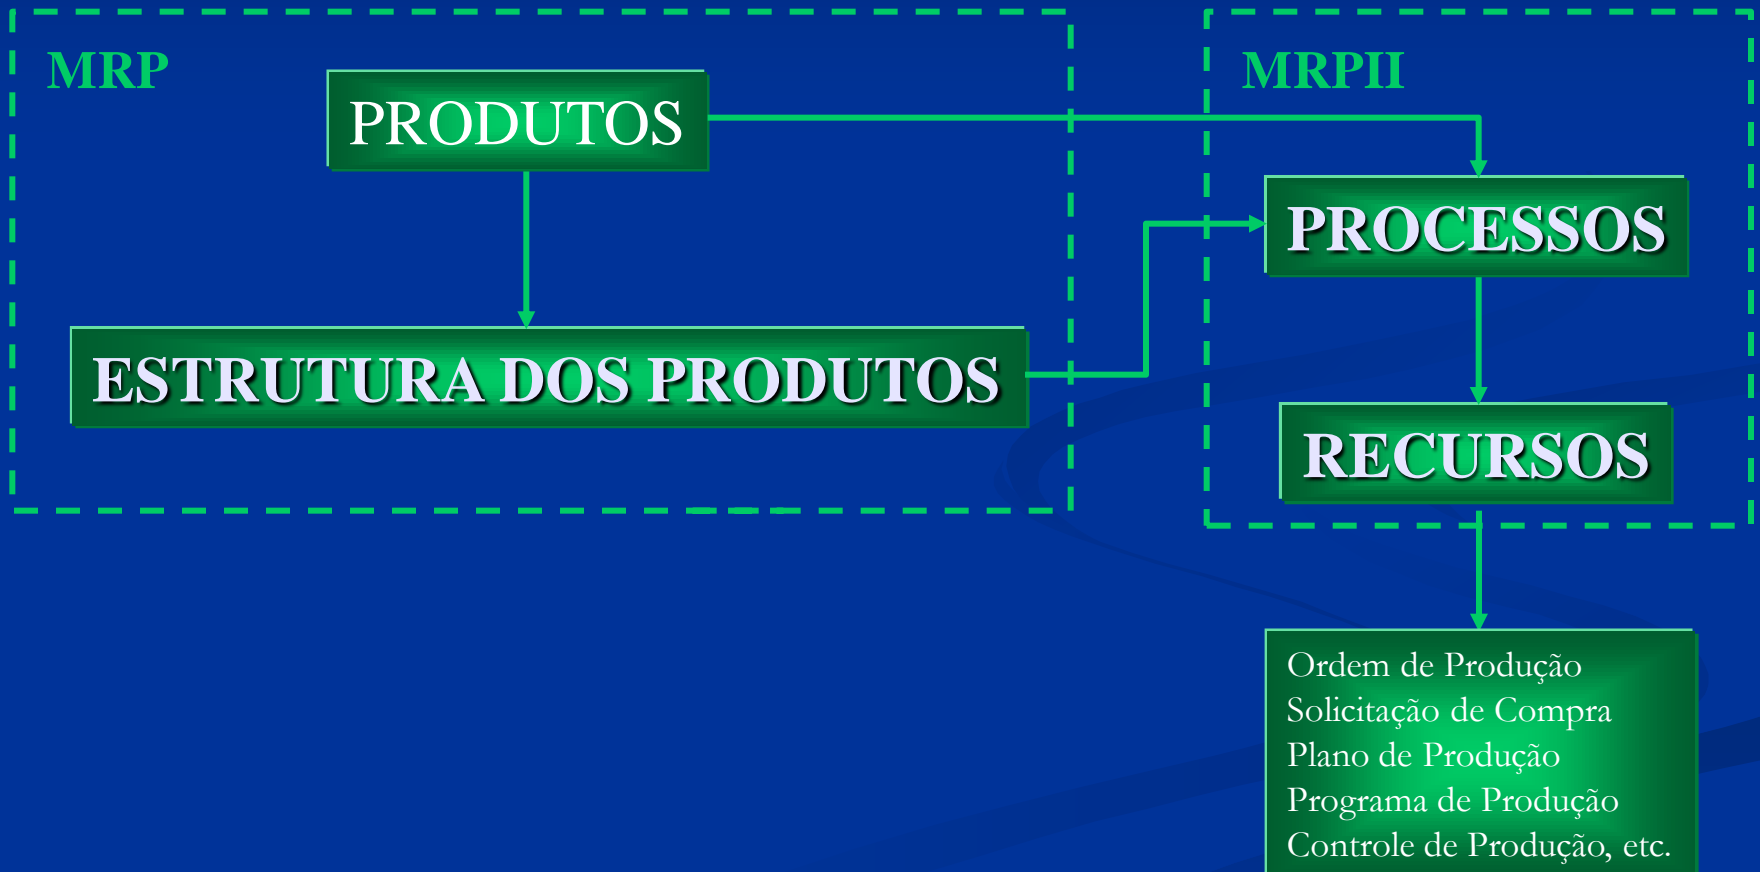 MRP
PRODUTOS
ESTRUTURA DOS PRODUTOS
MRPII
PROCESSOS
RECURSOS
Ordem de Produção
Solicitação de Compra
Plano de Produção
Programa de Produção
Controle de Produção, etc.